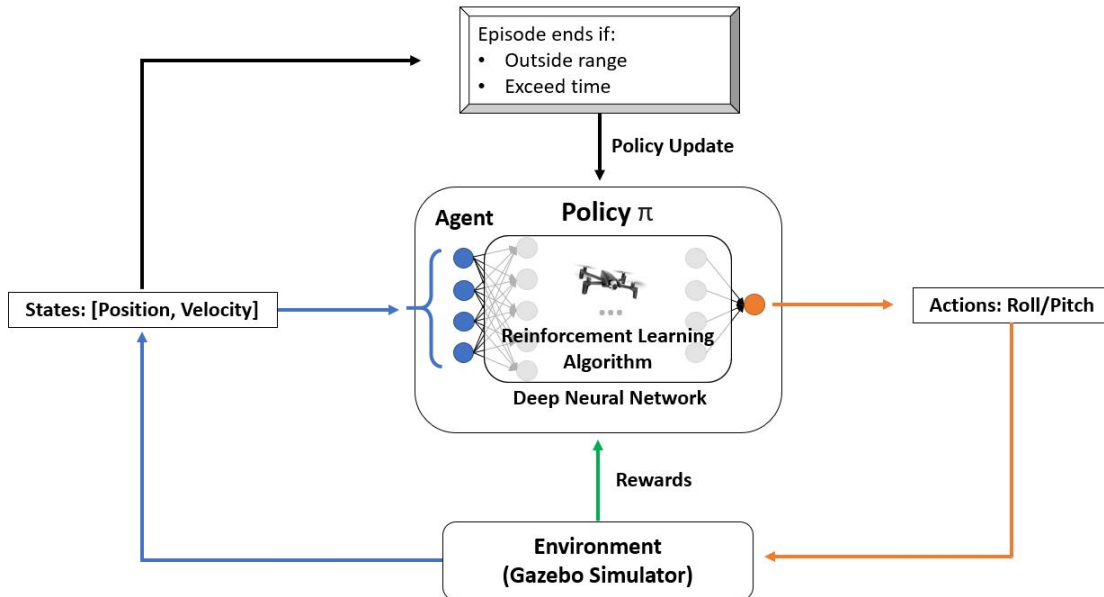 Episode ends if:
• Outside range
• Exceed time
Policy Update
Agent
Policy π
States: [Position, Velocity]
Reinforcement Learning
Algorithm
Deep Neural Network
Actions: Roll/Pitch
Rewards
Environment
(Gazebo Simulator)